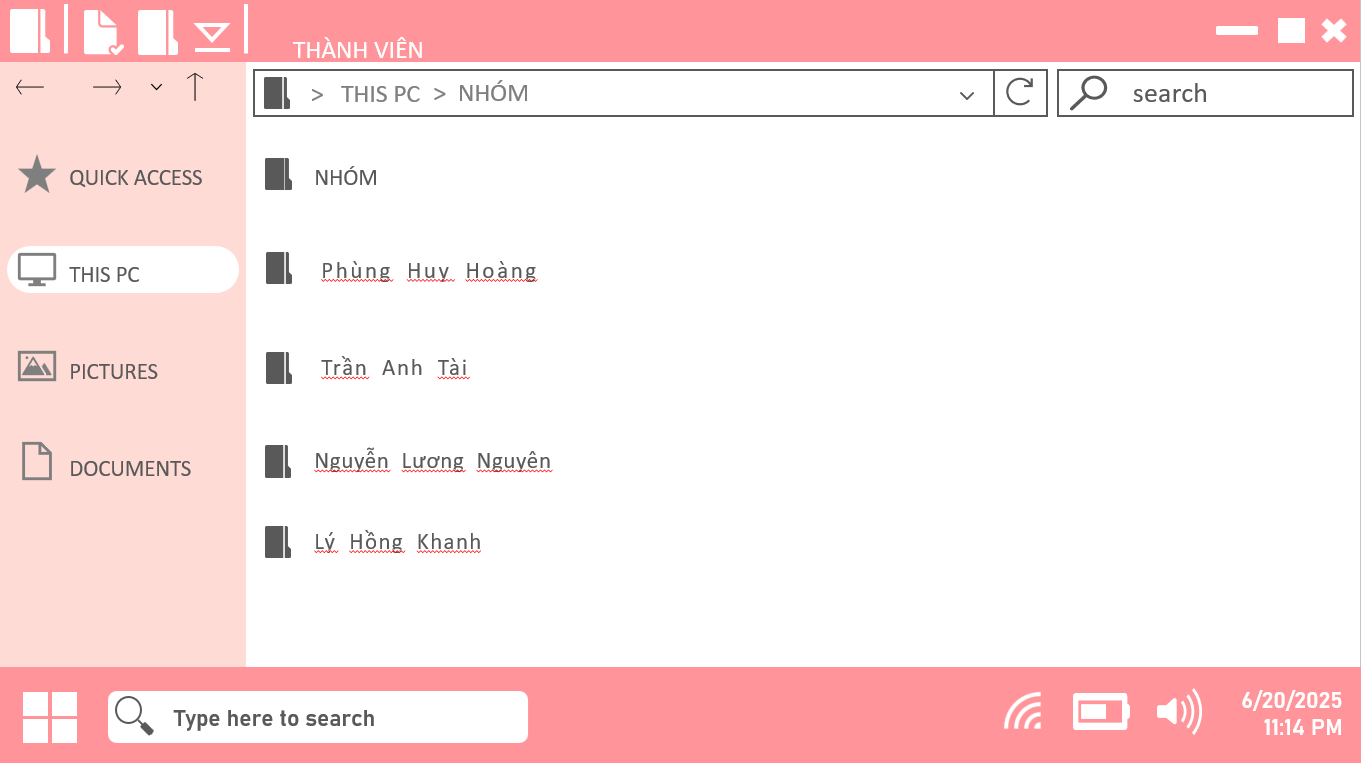 THÀNH VIÊN
> THIS PC > NHÓM
search
QUICK ACCESS
THIS PC
PICTURES
DOCUMENTS
NHÓM
Phùng Huy Hoàng
Trần Anh Tài
Nguyễn Lương Nguyên
Lý Hồng Khanh
Type here to search
6/20/2025
11:14 PM